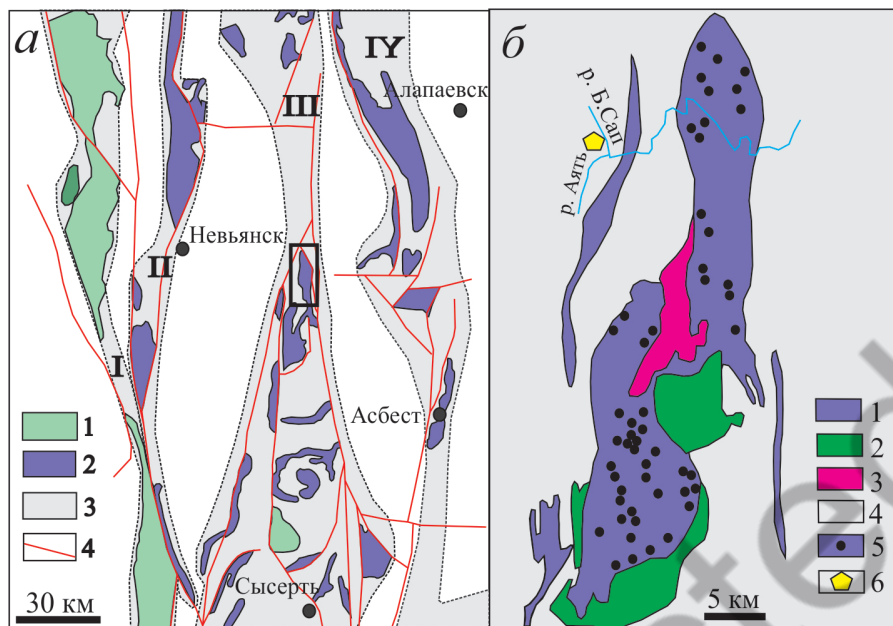 а
IУ
III
Алапаевск
Невьянск
II
I
Асбест
1
2
3
4
Сысерть
30 км
б
р. Б.Сап
р. Аять
1
2
3
4
5
6
5 км